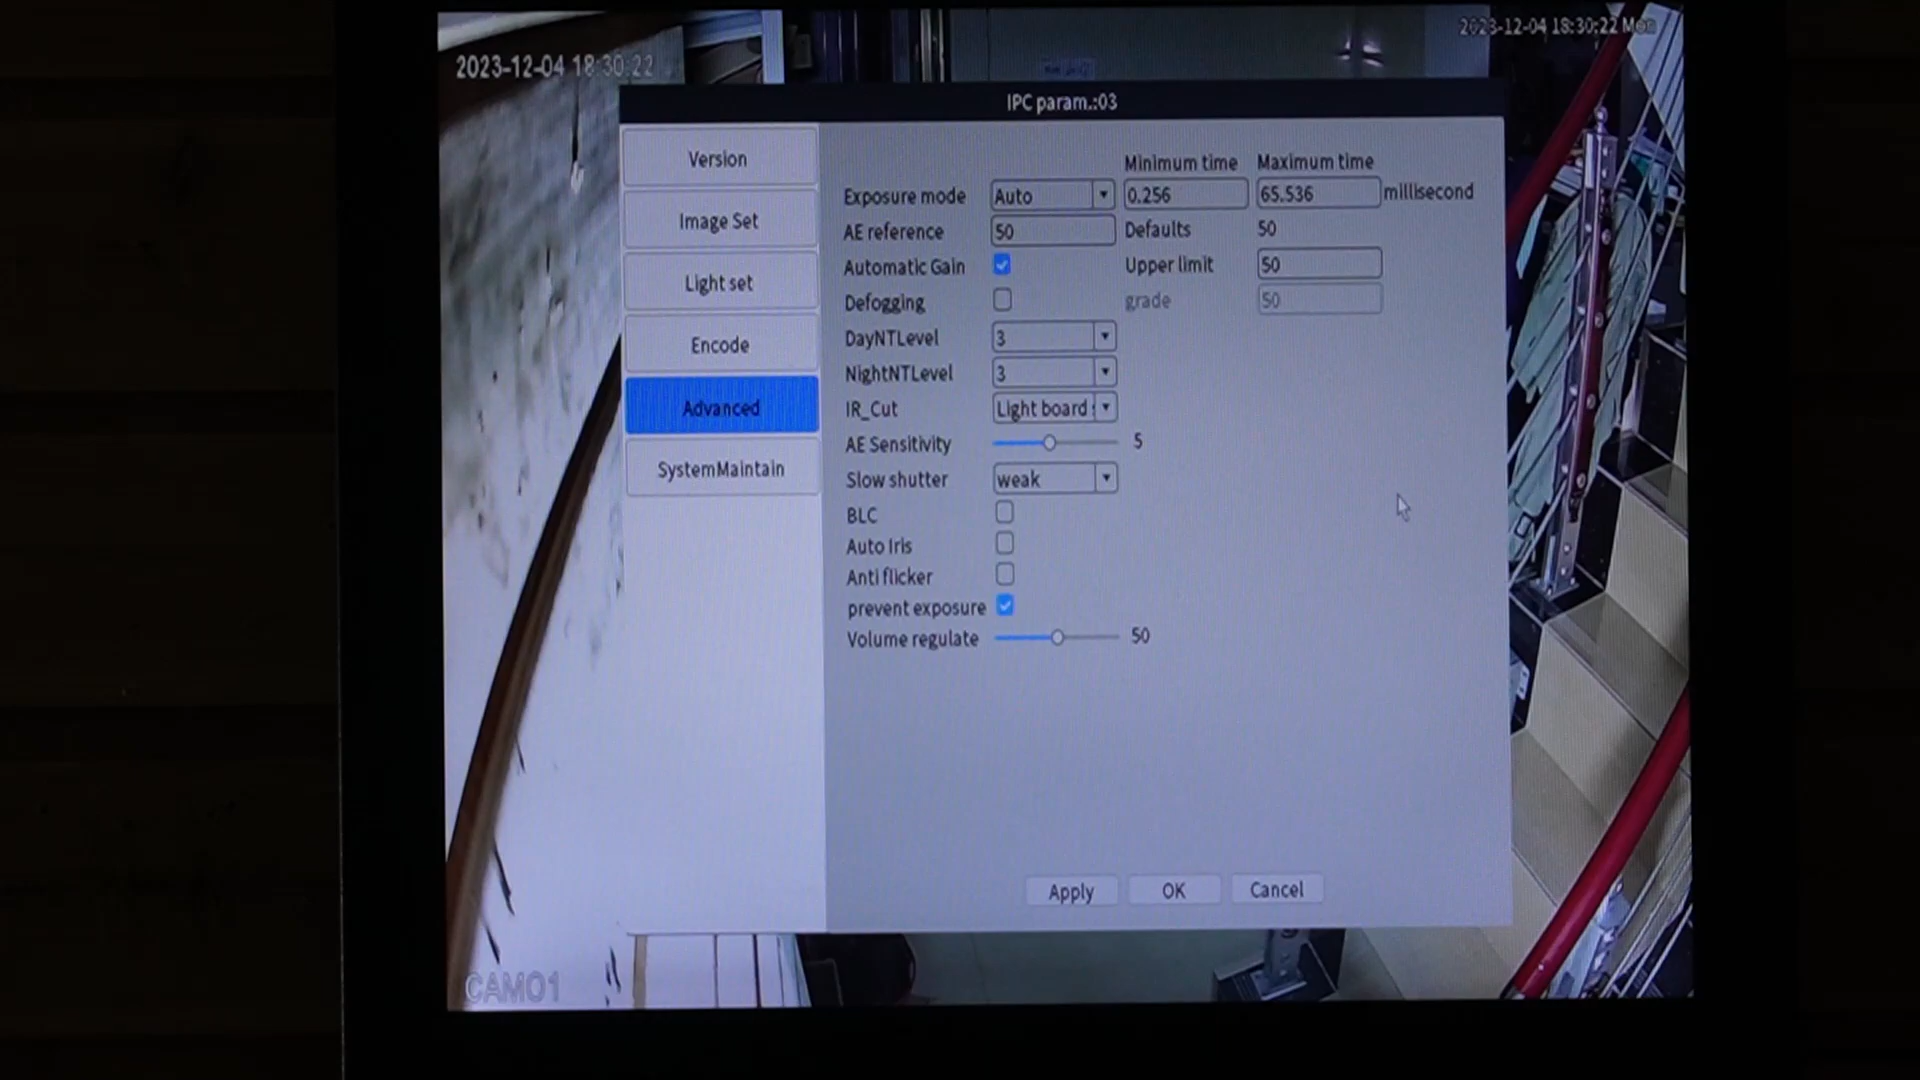 2023-12-04 18:30:22 Mon
2023-12-04 18:30:22
IPC param.:03
Version
Image Set
Light set
Encode
Advanced
SystemMaintain
Minimum time Maximum time
Exposure mode Auto 0.256 65.536 millisecond
AE reference 50 Defaults 50
Automatic Gain Upper limit 50
Defogging grade 50
DayNTLevel 3
NightNTLevel 3
IR_Cut Light board
AE Sensitivity 5
Slow shutter weak
BLC
Auto Iris
Anti flicker
prevent exposure
Volume regulate 50
Apply OK Cancel
CAM01